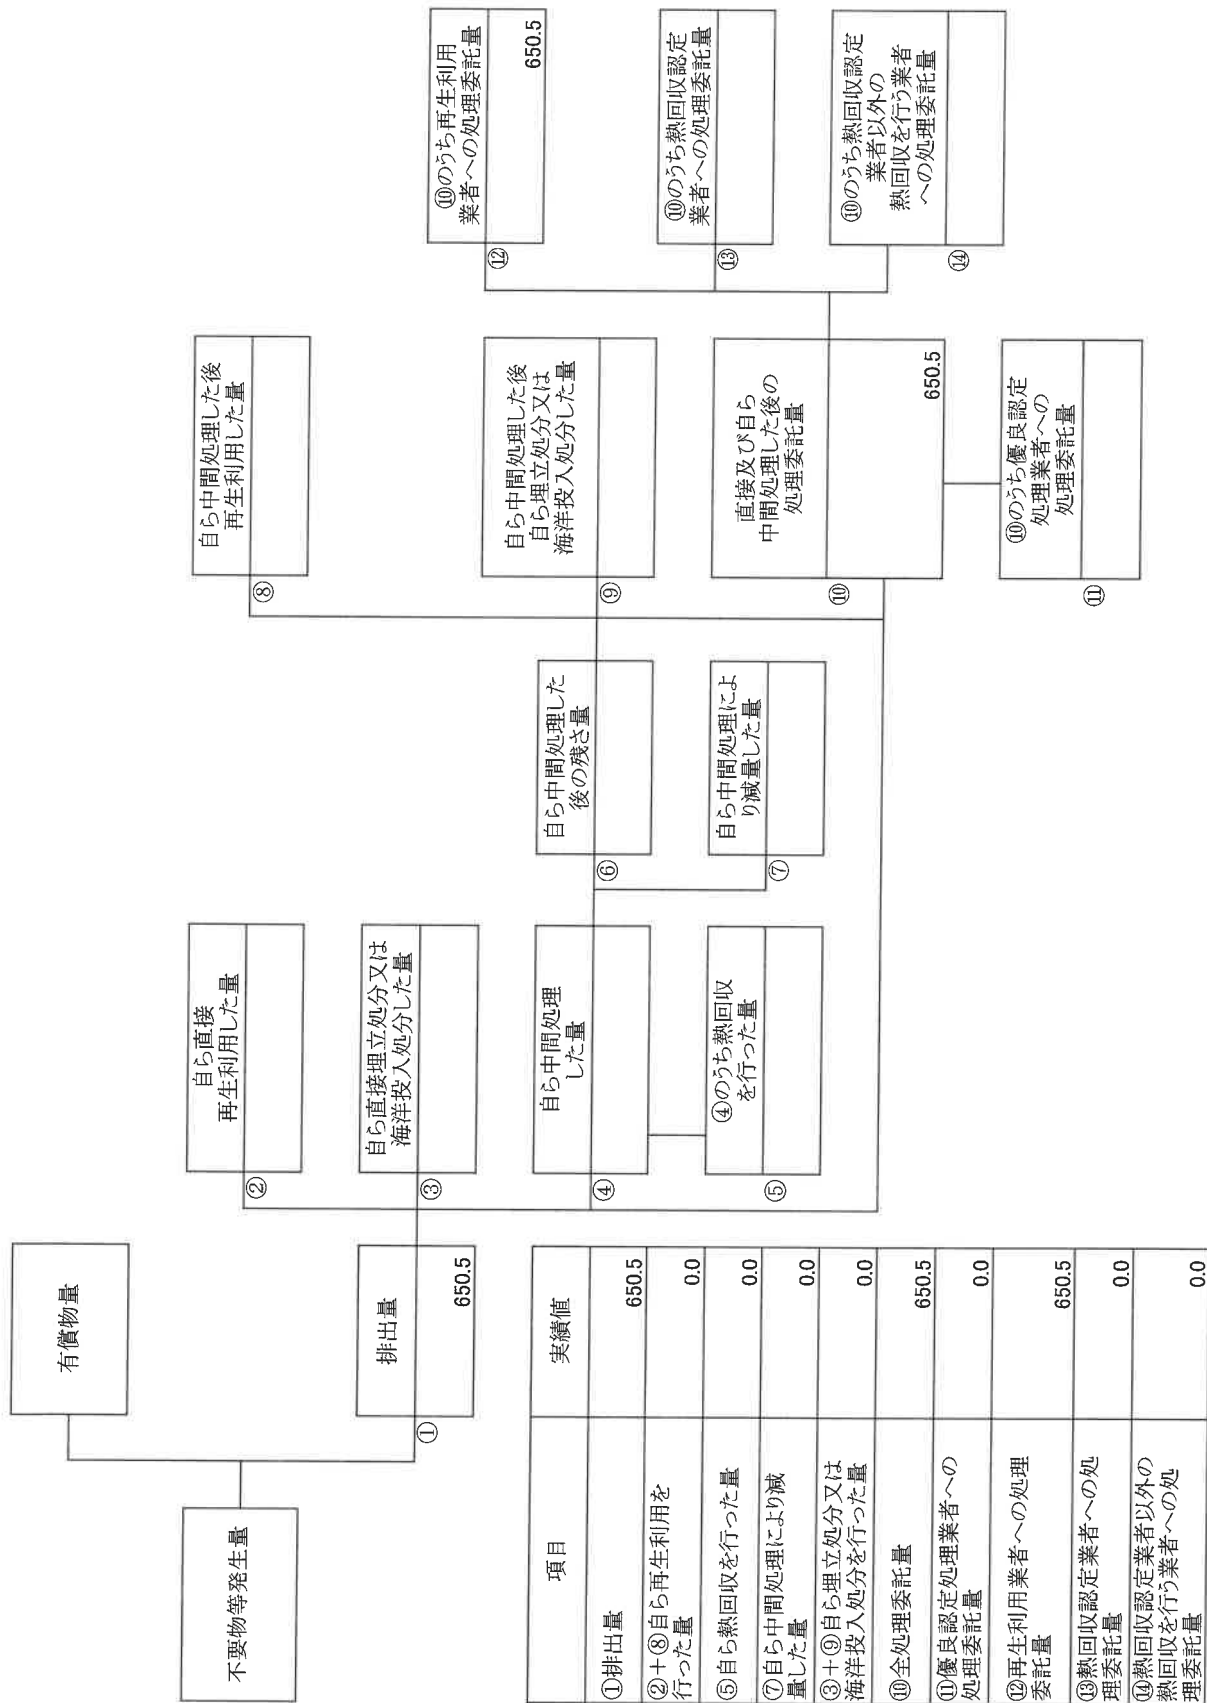 不要物等発生量
有償物量
排出量
①
650.5
自ら直接
再生利用した量
②
自ら直接埋立処分又は
海洋投入処分した量
③
自ら中間処理
した量
④
④のうち熱回収
を行った量
⑤
自ら中間処理した
後の残さ量
⑥
自ら中間処理によ
り減量した量
⑦
自ら中間処理した後
再生利用した量
⑧
自ら中間処理した後
自ら埋立処分又は
海洋投入処分した量
⑨
直接及び自ら
中間処理した後の
処理委託量
⑩
650.5
⑩のうち優良認定
処理業者への
処理委託量
⑪
⑩のうち再生利用
業者への処理委託量
⑫
650.5
⑩のうち熱回収認定
業者への処理委託量
⑬
⑩のうち熱回収認定
業者以外の
熱回収を行う業者
への処理委託量
⑭
項目 実績値
①排出量 650.5
②+⑧自ら再生利用を
行った量 0.0
⑤自ら熱回収を行った量 0.0
⑦自ら中間処理により減
量した量 0.0
③+⑨自ら埋立処分又は
海洋投入処分を行った量 0.0
⑩全処理委託量 650.5
⑪優良認定処理業者への
処理委託量 0.0
⑫再生利用業者への処理
委託量 650.5
⑬熱回収認定業者への処
理委託量 0.0
⑭熱回収認定業者以外の
熱回収を行う業者への処
理委託量 0.0